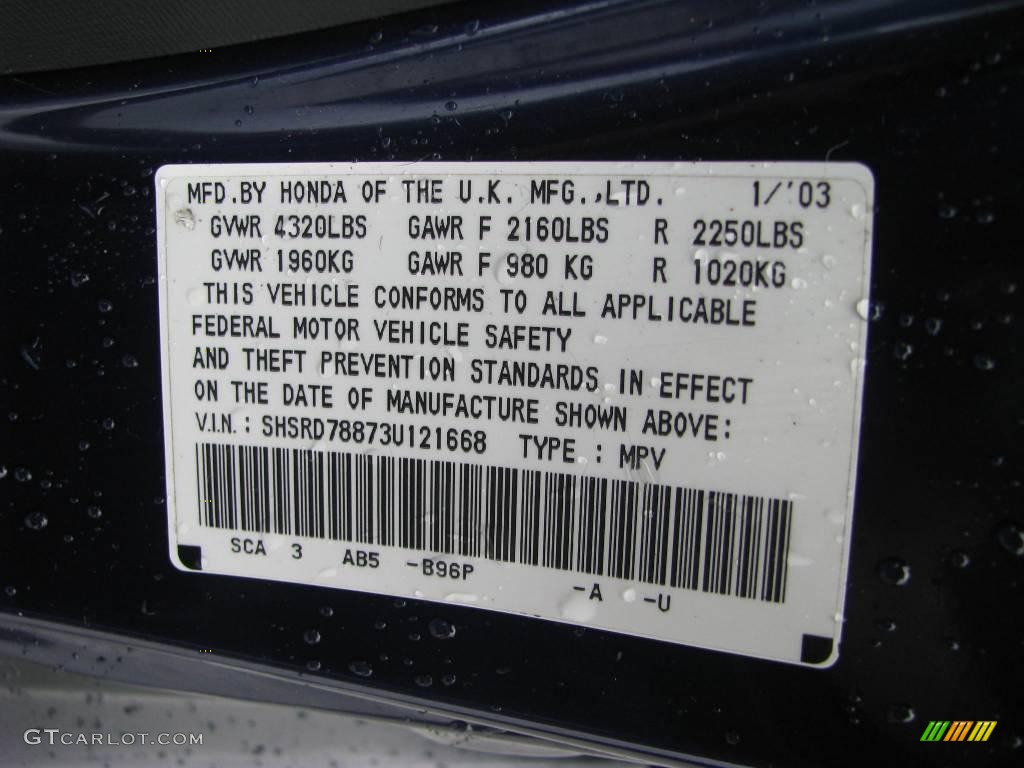 MFD.BY HONDA OF THE U.K. MFG.,LTD. 1/'03
GVWR 4320LBS GAWR F 2160LBS R 2250LBS
GVWR 1960KG GAWR F 980 KG R 1020KG
THIS VEHICLE CONFORMS TO ALL APPLICABLE
FEDERAL MOTOR VEHICLE SAFETY
AND THEFT PREVENTION STANDARDS IN EFFECT
ON THE DATE OF MANUFACTURE SHOWN ABOVE:
V.I.N.: SHSRD78873U121668 TYPE : MPV
SCA 3 AB5 -B96P -A -U
GTCARLOT.COM